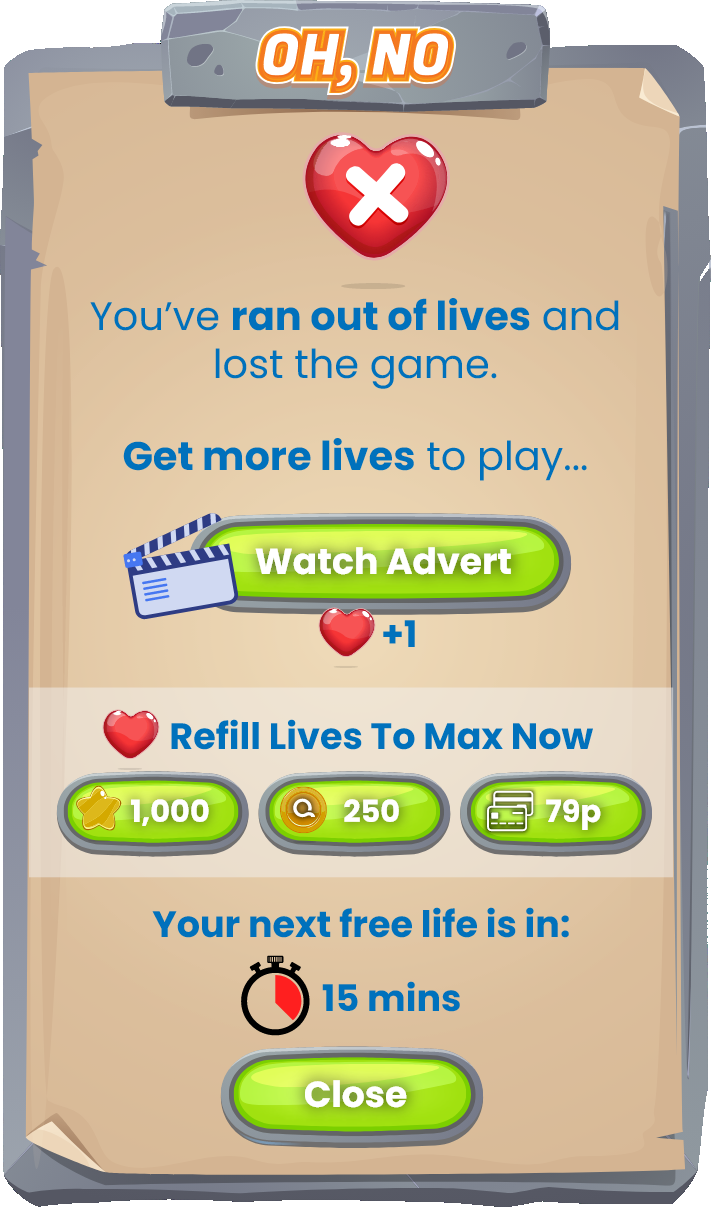 OH, NO
You’ve ran out of lives and
lost the game.
Get more lives to play...
Watch Advert
+1
Refill Lives To Max Now
1,000
250
79p
Your next free life is in:
15 mins
Close